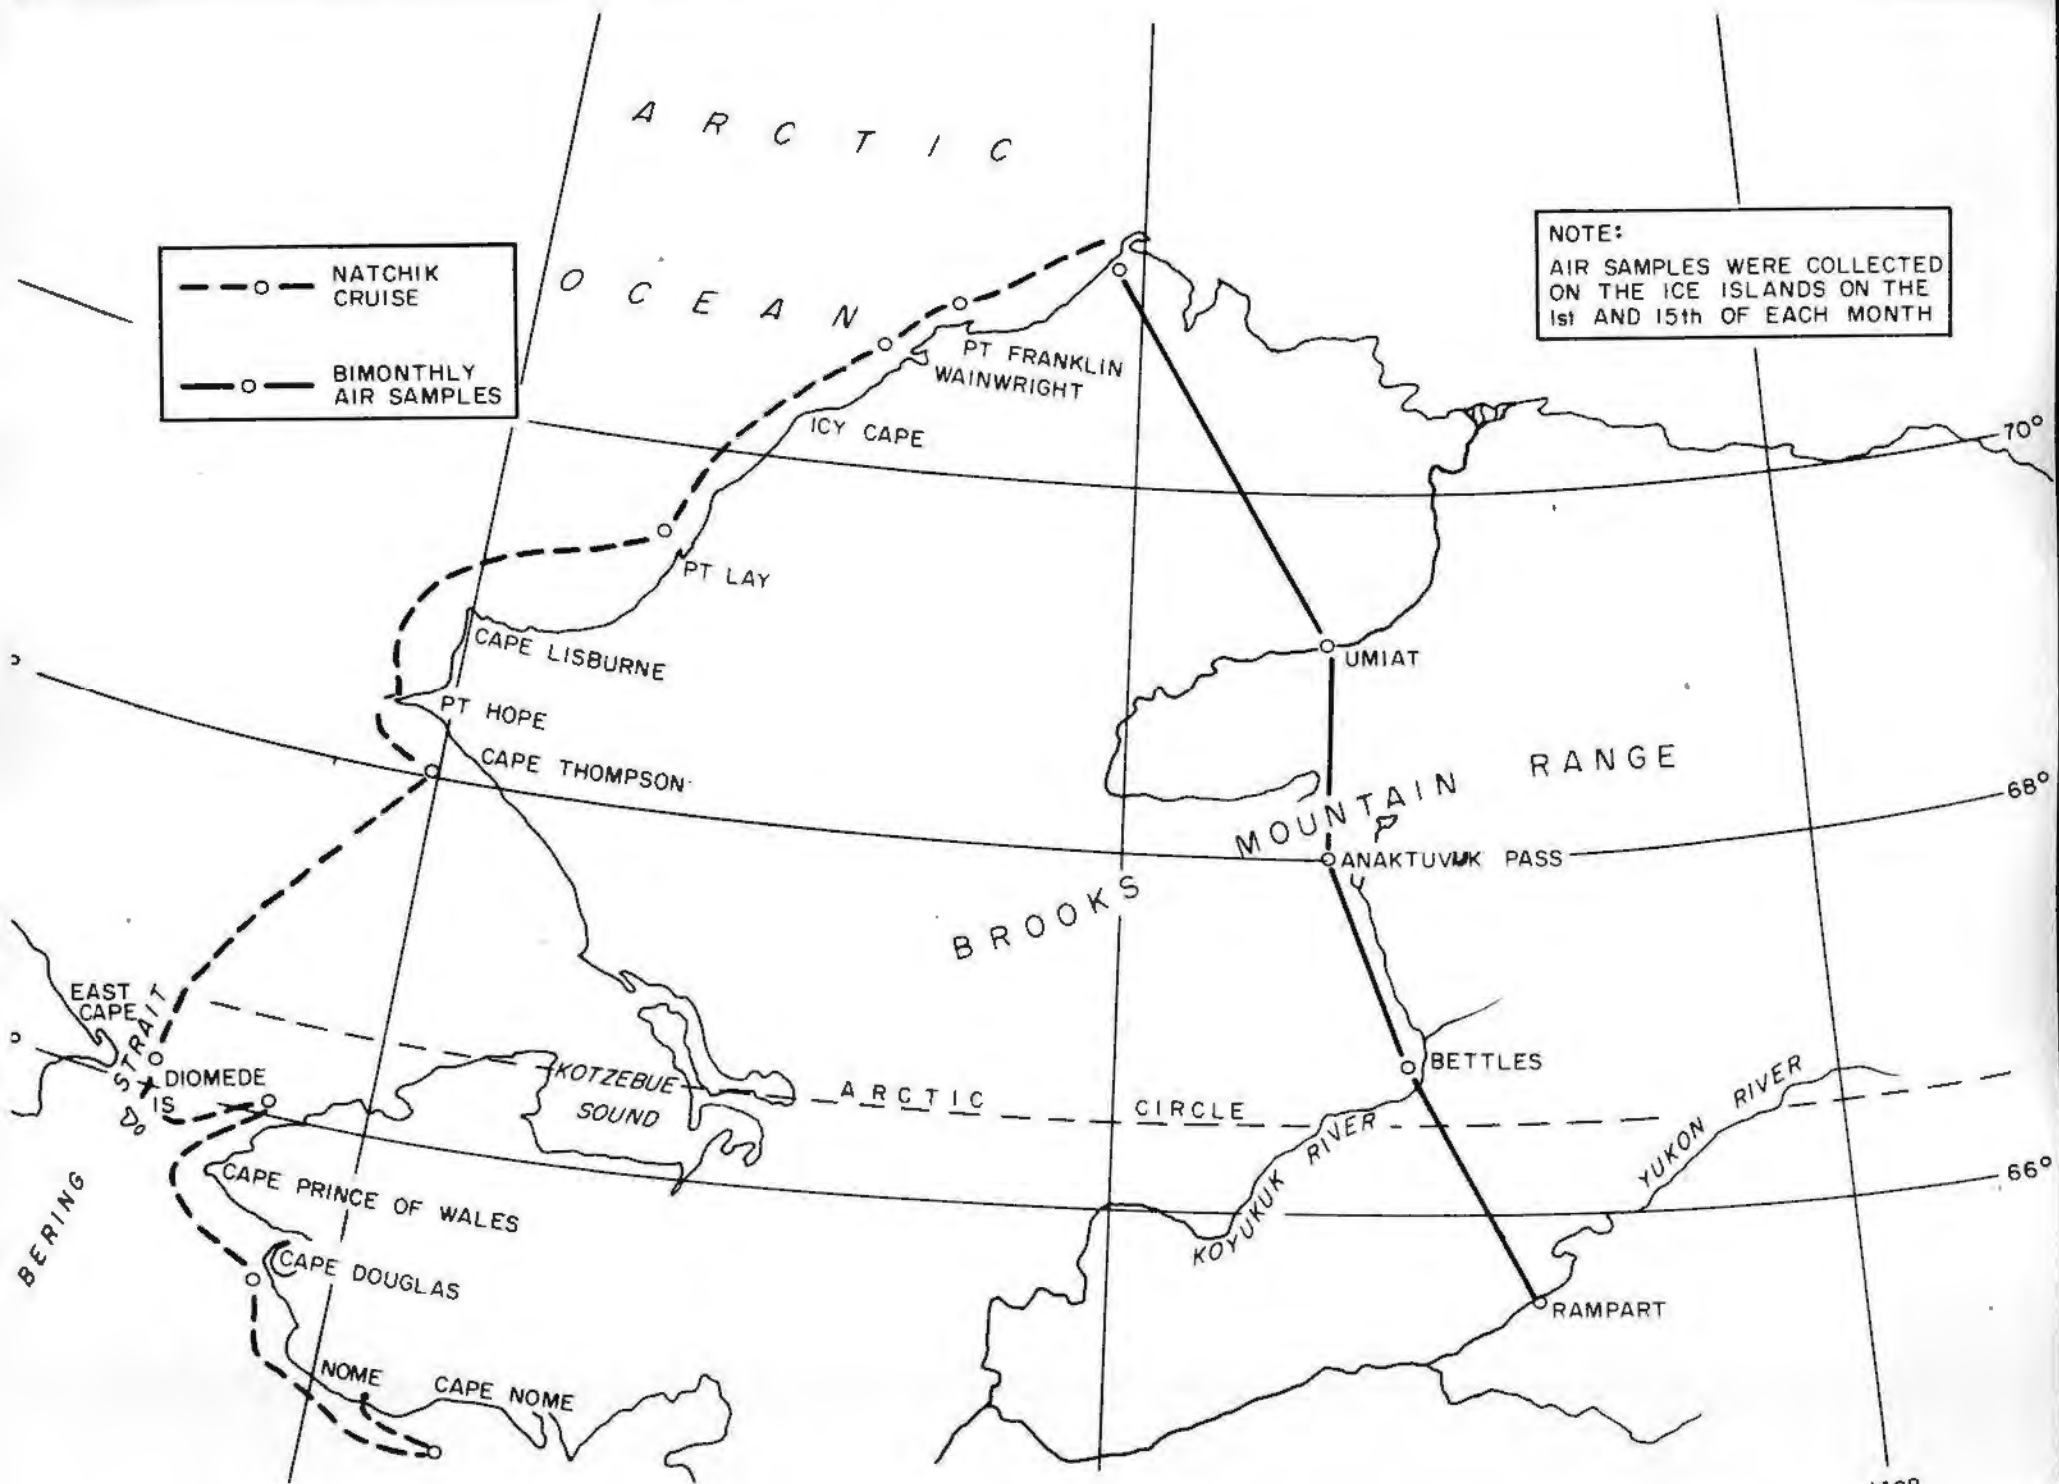 ARCTIC
OCEAN
NATCHIK
CRUISE
BIMONTHLY
AIR SAMPLES
NOTE:
AIR SAMPLES WERE COLLECTED
ON THE ICE ISLANDS ON THE
1st AND 15th OF EACH MONTH
PT FRANKLIN
WAINWRIGHT
ICY CAPE
70°
PT LAY
CAPE LISBURNE
UMIAT
PT HOPE
CAPE THOMPSON
BROOKS
MOUNTAIN
RANGE
68°
ANAKTUVUK PASS
EAST
CAPE
STRAIT
DIOMEDE
IS
KOTZEBUE
SOUND
ARCTIC
CIRCLE
BETTLES
KOYUKUK RIVER
YUKON RIVER
66°
CAPE PRINCE OF WALES
BERING
CAPE DOUGLAS
RAMPART
NOME
CAPE NOME